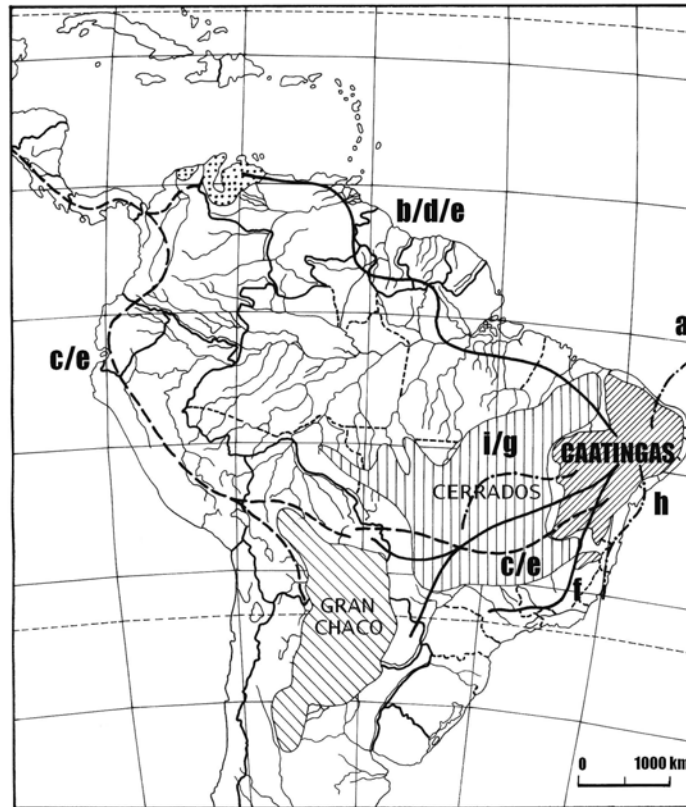 b/d/e
a
c/e
i/g
CAATINGAS
CERRADOS
h
c/e
f
GRAN
CHACO
0 1000 km